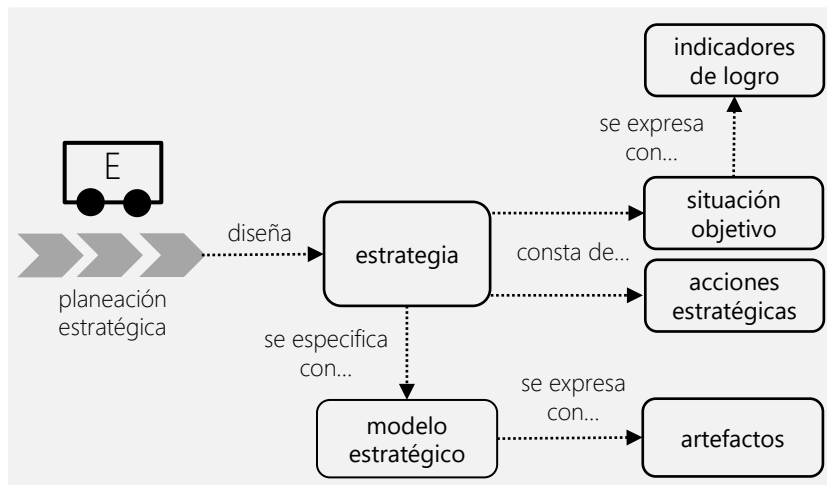 indicadores
de logro
se expresa
con...
E
situación
objetivo
diseña
estrategia
consta de...
planeación
estratégica
acciones
estratégicas
se especifica
con...
se expresa
con...
modelo
estratégico
artefactos